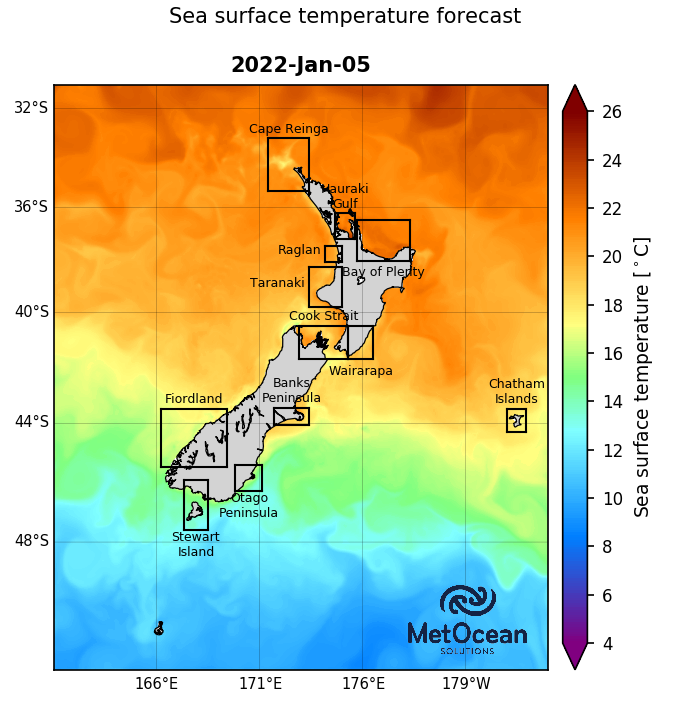 Sea surface temperature forecast
2022-Jan-05
32°S
36°S
40°S
44°S
48°S
166°E
171°E
176°E
179°W
Cape Reinga
Hauraki
Gulf
Raglan
Bay of Plenty
Taranaki
Cook Strait
Wairarapa
Banks
Peninsula
Chatham
Islands
Fiordland
Otago
Peninsula
Stewart
Island
MetOcean
SOLUTIONS
26
24
22
20
18
16
14
12
10
8
6
4
Sea surface temperature [°C]